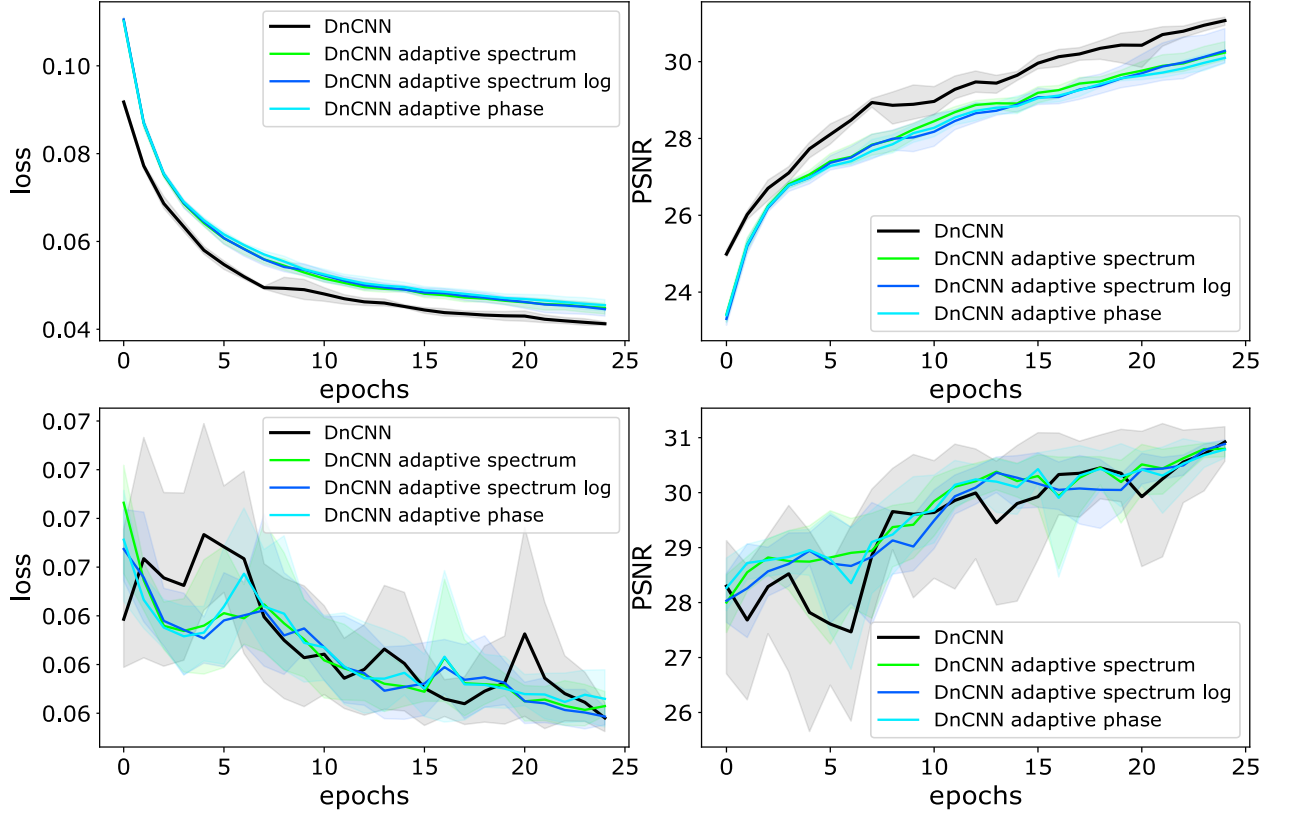 loss
0.10
0.08
0.06
0.04
DnCNN
DnCNN adaptive spectrum
DnCNN adaptive spectrum log
DnCNN adaptive phase
0 5 10 15 20 25
epochs
PSNR
30
28
26
24
DnCNN
DnCNN adaptive spectrum
DnCNN adaptive spectrum log
DnCNN adaptive phase
0 5 10 15 20 25
epochs
loss
0.07
0.07
0.07
0.07
0.06
0.06
0.06
DnCNN
DnCNN adaptive spectrum
DnCNN adaptive spectrum log
DnCNN adaptive phase
0 5 10 15 20 25
epochs
PSNR
31
30
29
28
27
26
DnCNN
DnCNN adaptive spectrum
DnCNN adaptive spectrum log
DnCNN adaptive phase
0 5 10 15 20 25
epochs